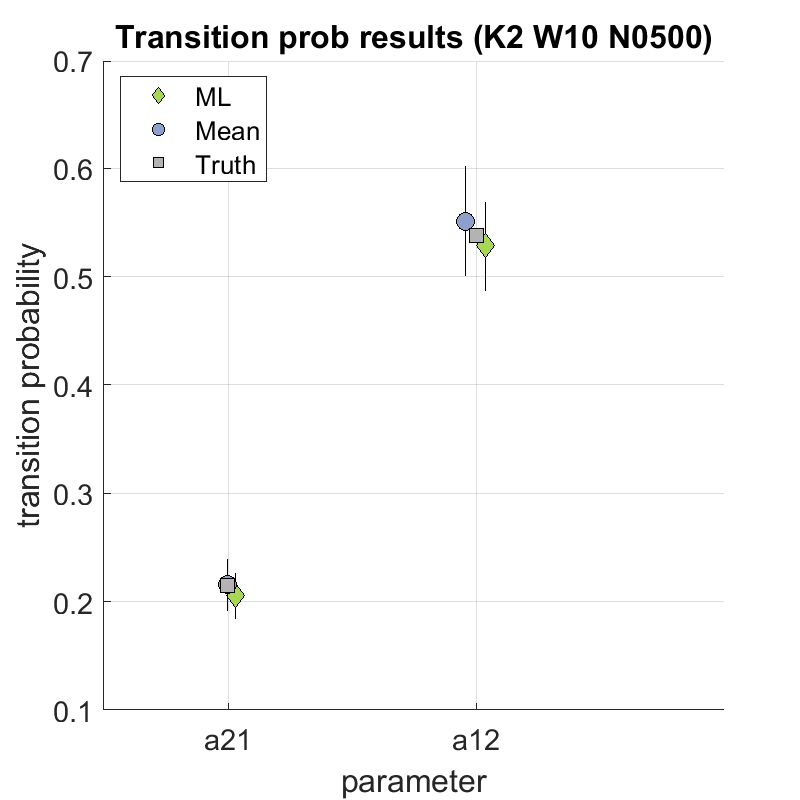 Transition prob results (K2 W10 N0500)
ML
Mean
Truth
0.7
0.6
0.5
0.4
0.3
0.2
0.1
transition probability
a21
a12
parameter